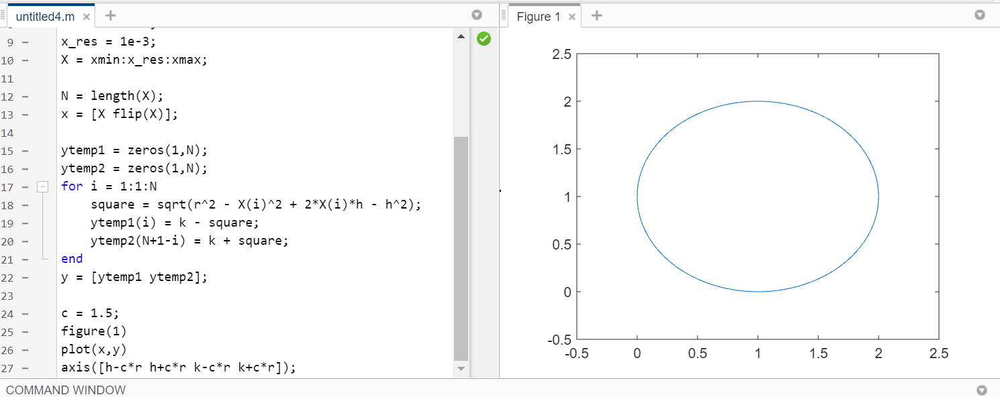 untitled4.m
9 x_res = 1e-3;
10 X = xmin:x_res:xmax;
11
12 N = length(X);
13 x = [X flip(X)];
14
15 ytemp1 = zeros(1,N);
16 ytemp2 = zeros(1,N);
17 for i = 1:1:N
18 square = sqrt(r^2 - X(i)^2 + 2*X(i)*h - h^2);
19 ytemp1(i) = k - square;
20 ytemp2(N+1-i) = k + square;
21 end
22 y = [ytemp1 ytemp2];
23
24 c = 1.5;
25 figure(1)
26 plot(x,y)
27 axis([h-c*r h+c*r k-c*r k+c*r]);
Figure 1
2.5
2
1.5
1
0.5
0
-0.5
-0.5 0 0.5 1 1.5 2 2.5
COMMAND WINDOW